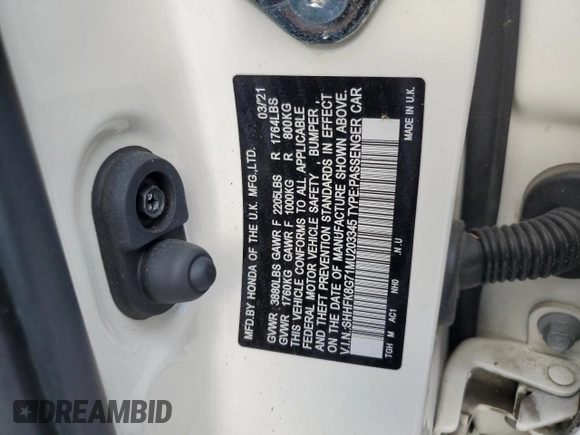 MFD.BY HONDA OF THE U.K. MFG.,LTD. 03/21
GVWR 3880LBS GAWR F 2205LBS R 1764LBS
GVWR 1760KG GAWR F 1000KG R 800KG
THIS VEHICLE CONFORMS TO ALL APPLICABLE
FEDERAL MOTOR VEHICLE SAFETY , BUMPER ,
AND THEFT PREVENTION STANDARDS IN EFFECT
ON THE DATE OF MANUFACTURE SHOWN ABOVE.
V.I.N.:SHHFK8G71MU203345 TYPE:PASSENGER CAR
TGH M AC1 NH0 .N.U MADE IN U.K.
DREAMBID